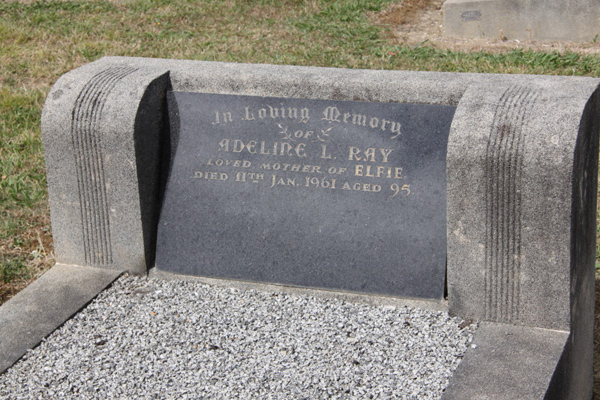 In Loving Memory
OF
ADELINE L. RAY
LOVED MOTHER OF ELFIE.
DIED 11TH JAN. 1961 AGED 95